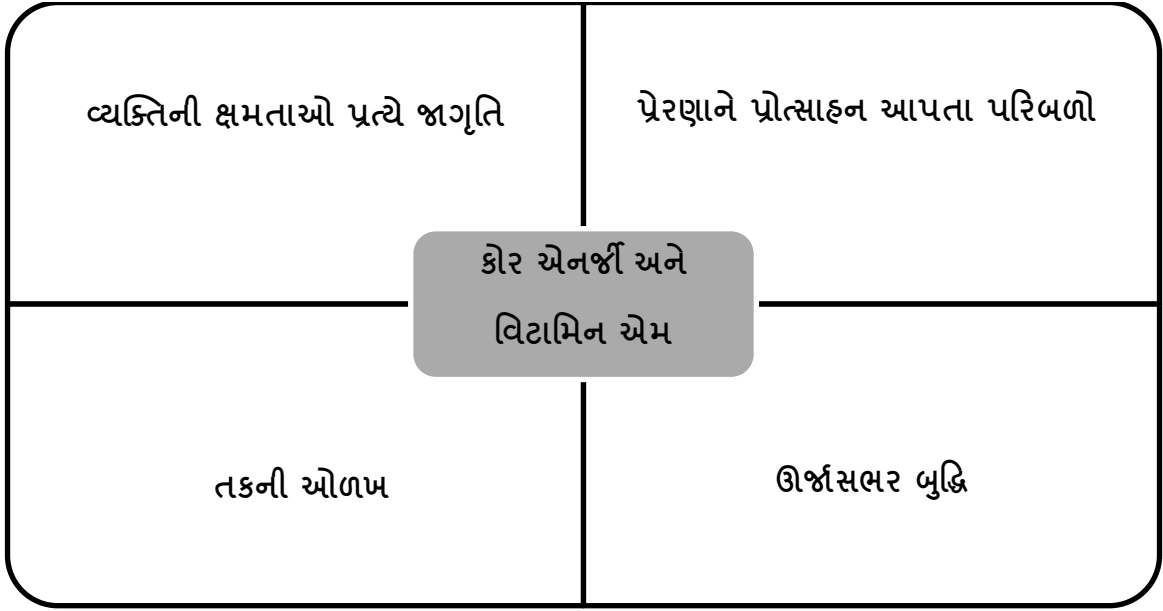 વ્યક્તિની ક્ષમતાઓ પ્રત્યે જાગૃતિ
પ્રેરણાને પ્રોત્સાહન આપતા પરિબળો
કોર એનર્જી અને
વિટામિન એમ
તકની ઓળખ
ઊર્જાસભર બુદ્ધિ